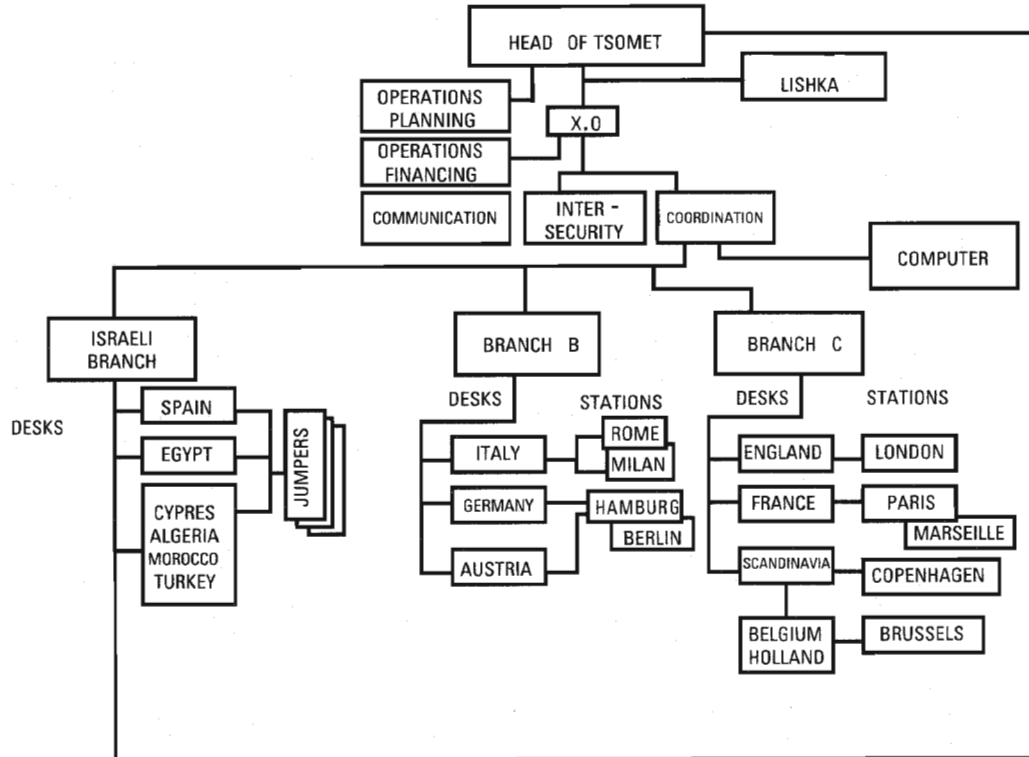 HEAD OF TSOMET
LISHKA
OPERATIONS
PLANNING
X.O
OPERATIONS
FINANCING
COMMUNICATION
INTER -
SECURITY
COORDINATION
COMPUTER
ISRAELI
BRANCH
BRANCH B
BRANCH C
DESKS
SPAIN
EGYPT
CYPRES
ALGERIA
MOROCCO
TURKEY
JUMPERS
DESKS
STATIONS
ITALY
ROME
MILAN
GERMANY
HAMBURG
BERLIN
AUSTRIA
DESKS
STATIONS
ENGLAND
LONDON
FRANCE
PARIS
MARSEILLE
SCANDINAVIA
COPENHAGEN
BELGIUM
HOLLAND
BRUSSELS